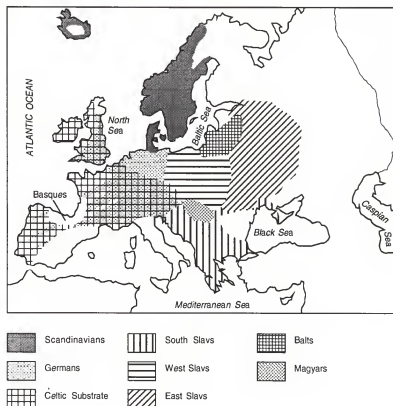 ATLANTIC OCEAN
North
Sea
Baltic Sea
Basques
Caspian
Sea
Black Sea
Mediterranean Sea
Scandinavians
South Slavs
Balts
Germans
West Slavs
Magyars
Celtic Substrate
East Slavs